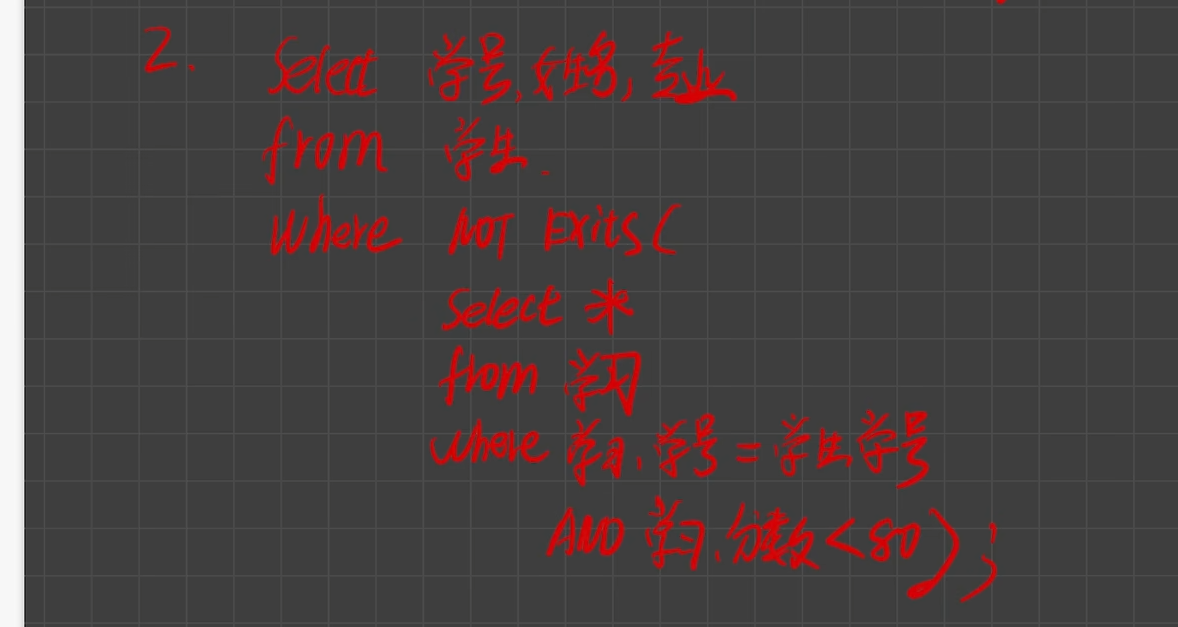 2. Select 学号,姓名,专业
from 学生.
where NOT Exits(
Select *
from 学习
where 学习.学号=学生.学号
AND 学习.分数<80);